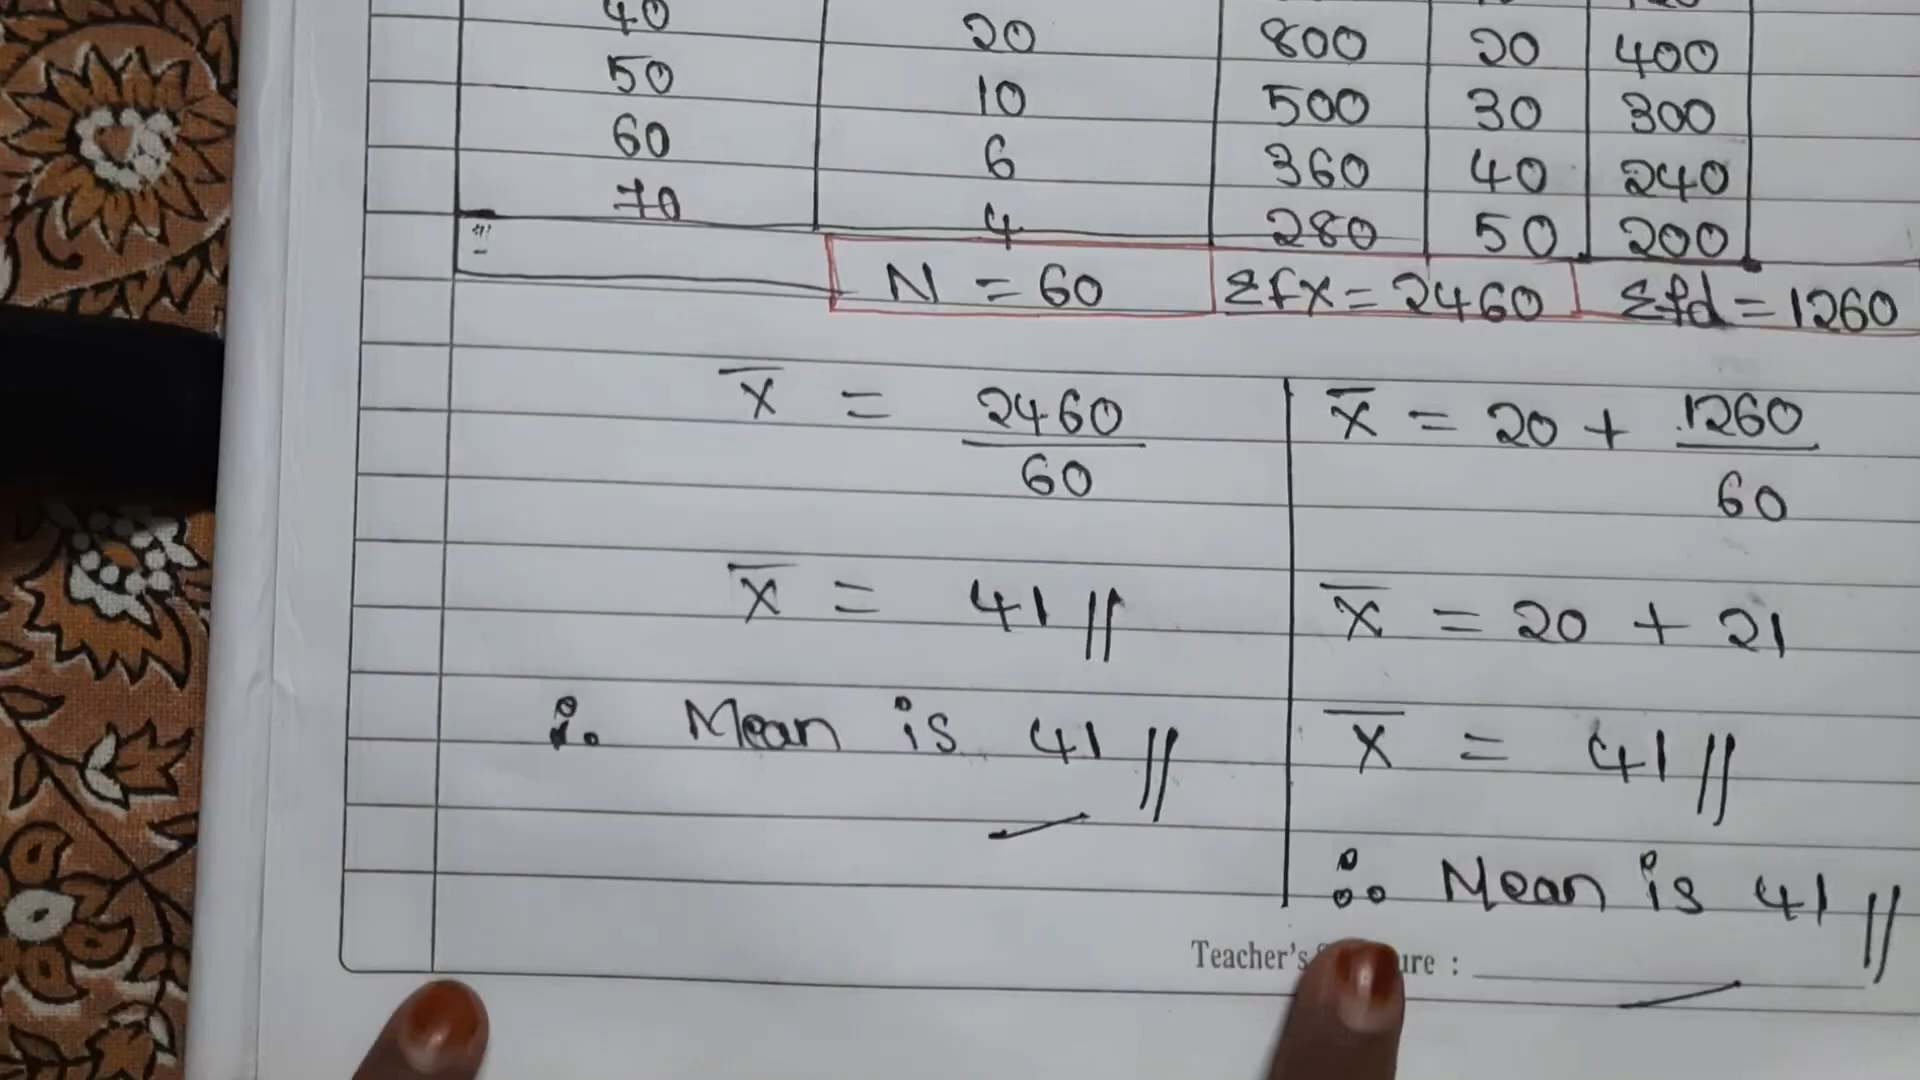 40 20 800 20 400
50 10 500 30 300
60 6 360 40 240
70 4 280 50 200
N = 60 Σfx = 2460 Σfd = 1260
x̄ = 2460/60
x̄ = 41 //
∴ Mean is 41 //
x̄ = 20 + 1260/60
x̄ = 20 + 21
x̄ = 41 //
∴ Mean is 41 //
Teacher's :